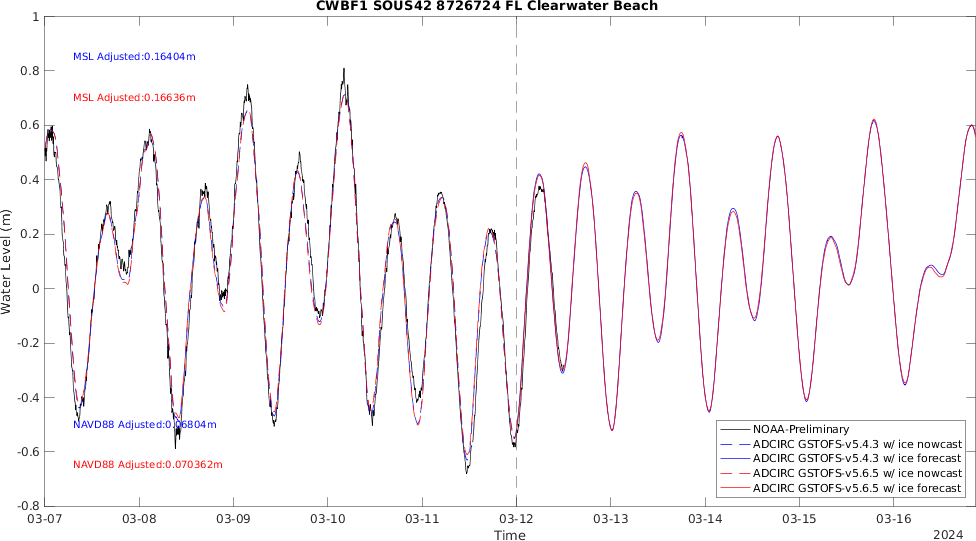 CWBF1 SOUS42 8726724 FL Clearwater Beach
1
0.8
0.6
0.4
0.2
0
-0.2
-0.4
-0.6
-0.8
Water Level (m)
MSL Adjusted:0.16404m
MSL Adjusted:0.16636m
NAVD88 Adjusted:0.06804m
NAVD88 Adjusted:0.070362m
NOAA-Preliminary
ADCIRC GSTOFS-v5.4.3 w/ ice nowcast
ADCIRC GSTOFS-v5.4.3 w/ ice forecast
ADCIRC GSTOFS-v5.6.5 w/ ice nowcast
ADCIRC GSTOFS-v5.6.5 w/ ice forecast
03-07 03-08 03-09 03-10 03-11 03-12 03-13 03-14 03-15 03-16
Time
2024